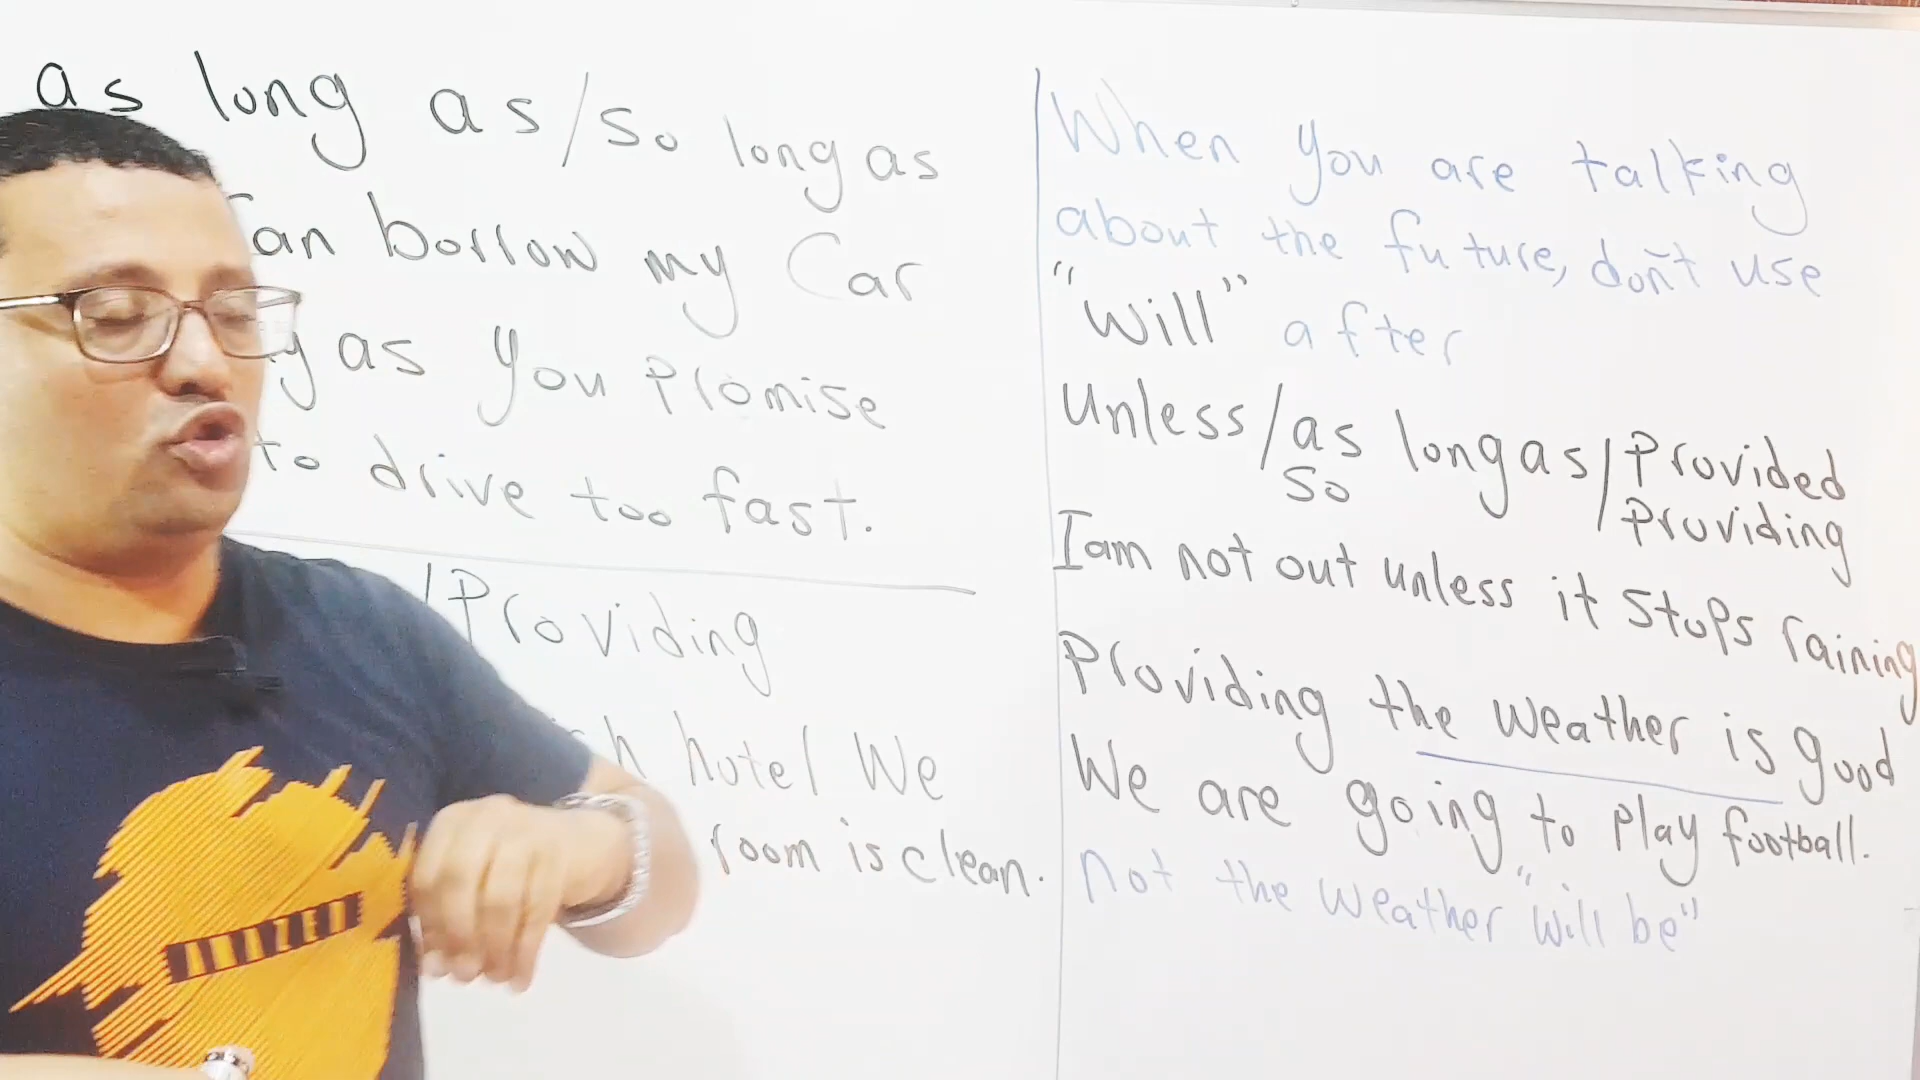 as long as/so long as
can borrow my Car
as you Promise
to drive too fast.
/Providing
hotel We
room is clean.
When you are talking
about the future, don't use
"will" after
Unless/as long as/Provided
so
Providing
I am not out unless it stops raining
Providing the weather is good
We are going to Play football.
not the weather "will be"